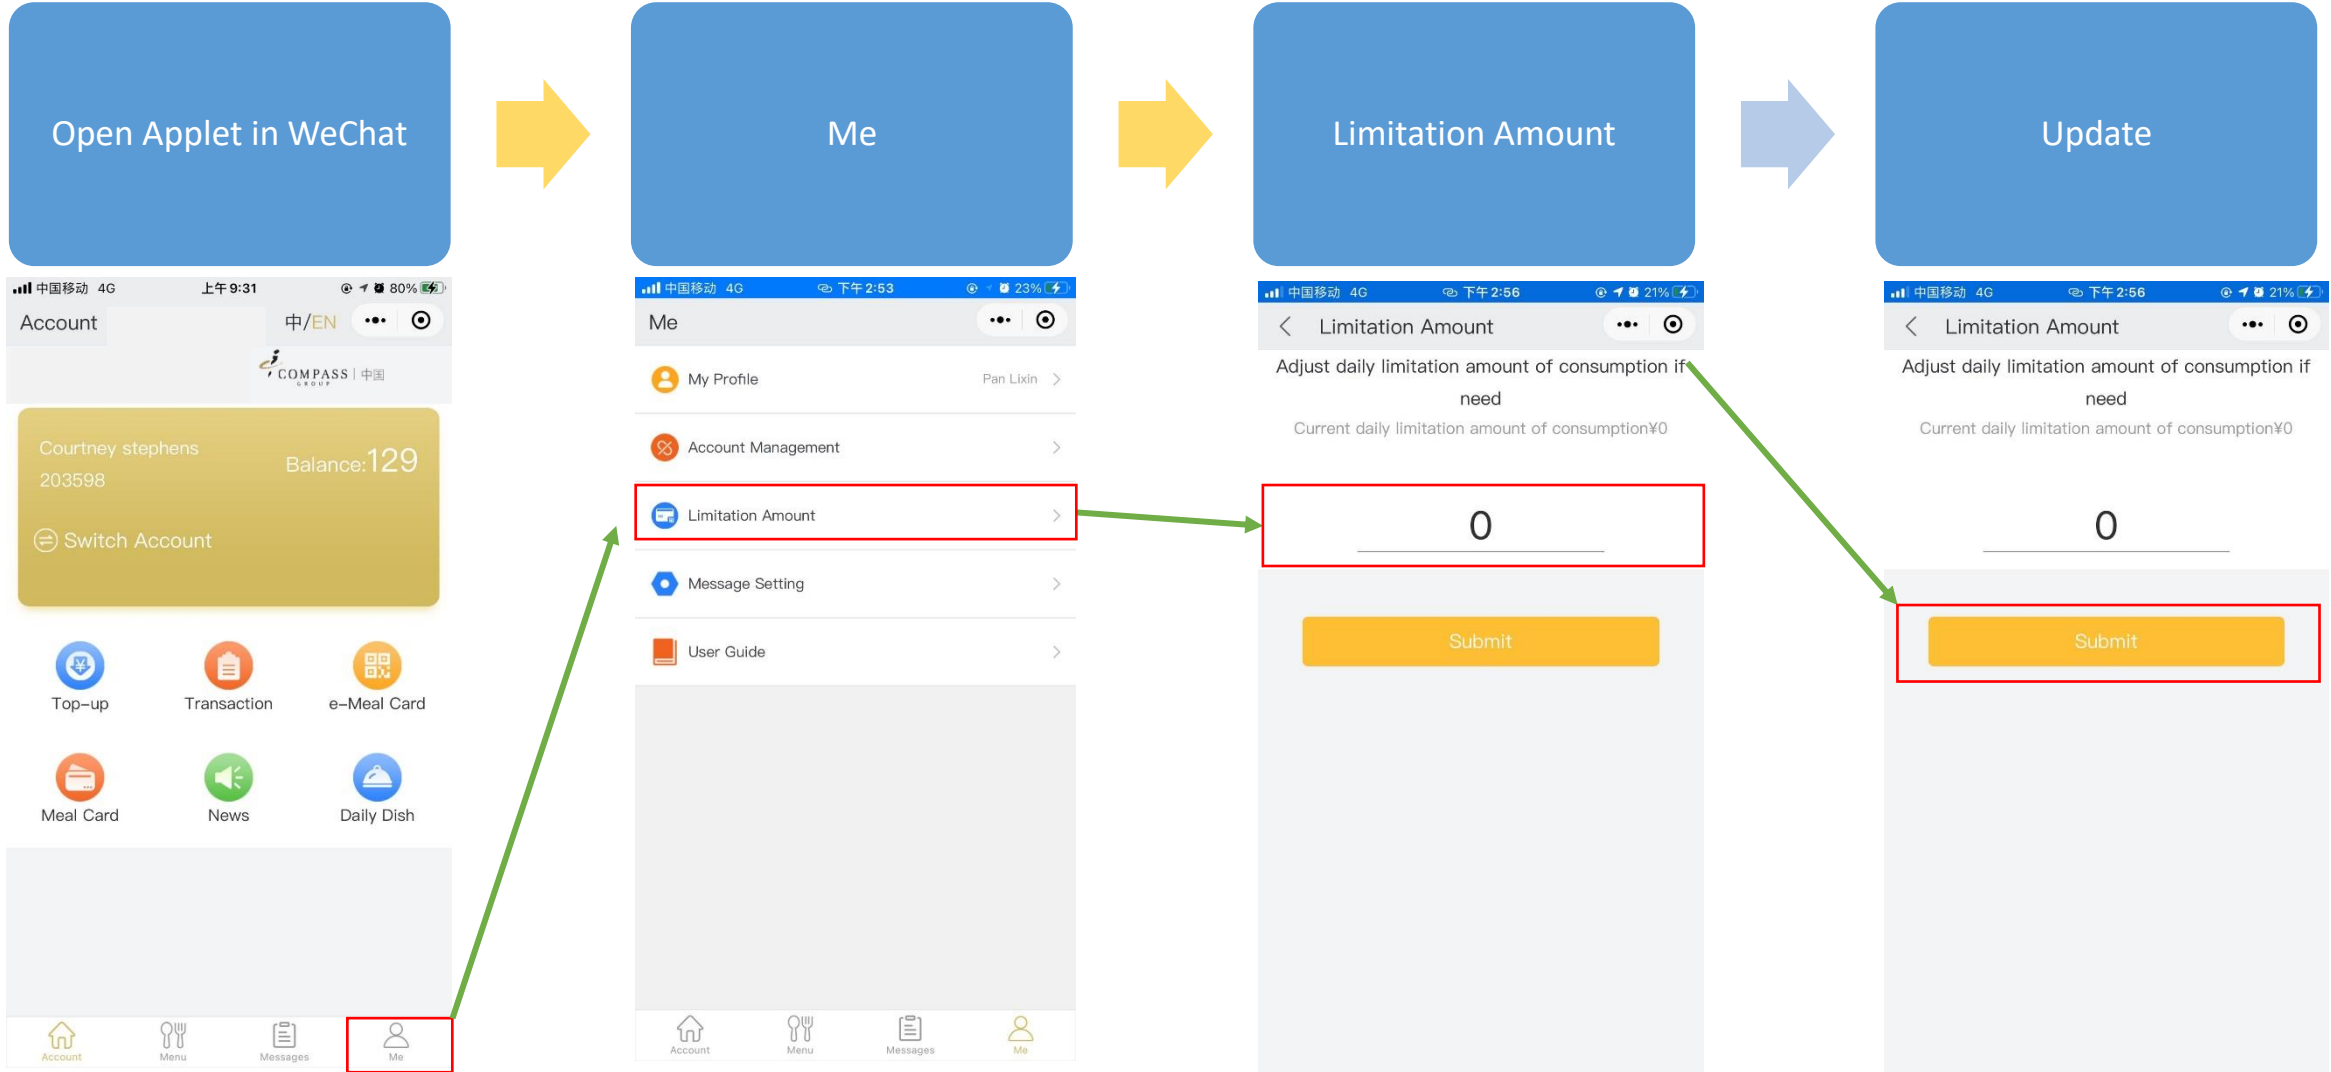 Open Applet in WeChat
Me
Limitation Amount
Update
中国移动 4G 上午9:31 80%
Account 中/EN
COMPASS 中国
GROUP
Courtney stephens
203598
Balance:129
Switch Account
Top-up Transaction e-Meal Card
Meal Card News Daily Dish
Account Menu Messages Me
中国移动 4G 下午2:53 23%
Me
My Profile Pan Lixin
Account Management
Limitation Amount
Message Setting
User Guide
Account Menu Messages Me
中国移动 4G 下午2:56 21%
Limitation Amount
Adjust daily limitation amount of consumption if
need
Current daily limitation amount of consumption¥0
0
Submit
中国移动 4G 下午2:56 21%
Limitation Amount
Adjust daily limitation amount of consumption if
need
Current daily limitation amount of consumption¥0
0
Submit